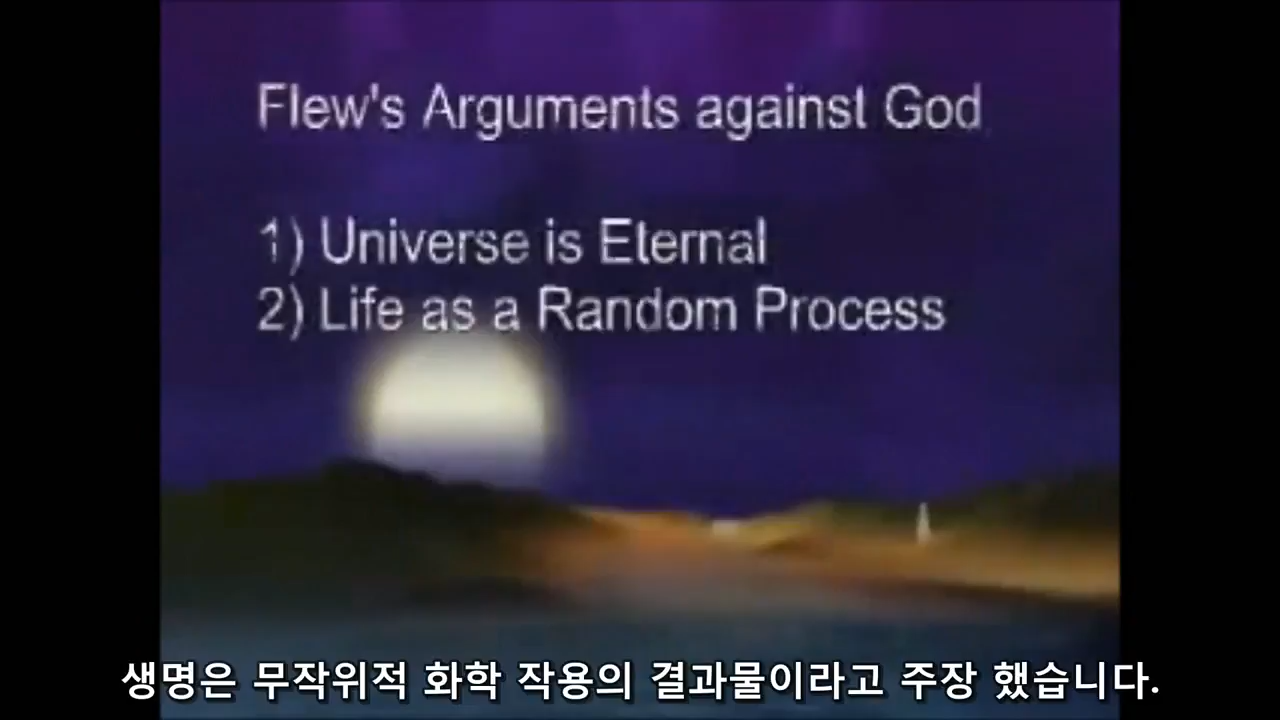 Flew's Arguments against God
1) Universe is Eternal
2) Life as a Random Process
생명은 무작위적 화학 작용의 결과물이라고 주장 했습니다.